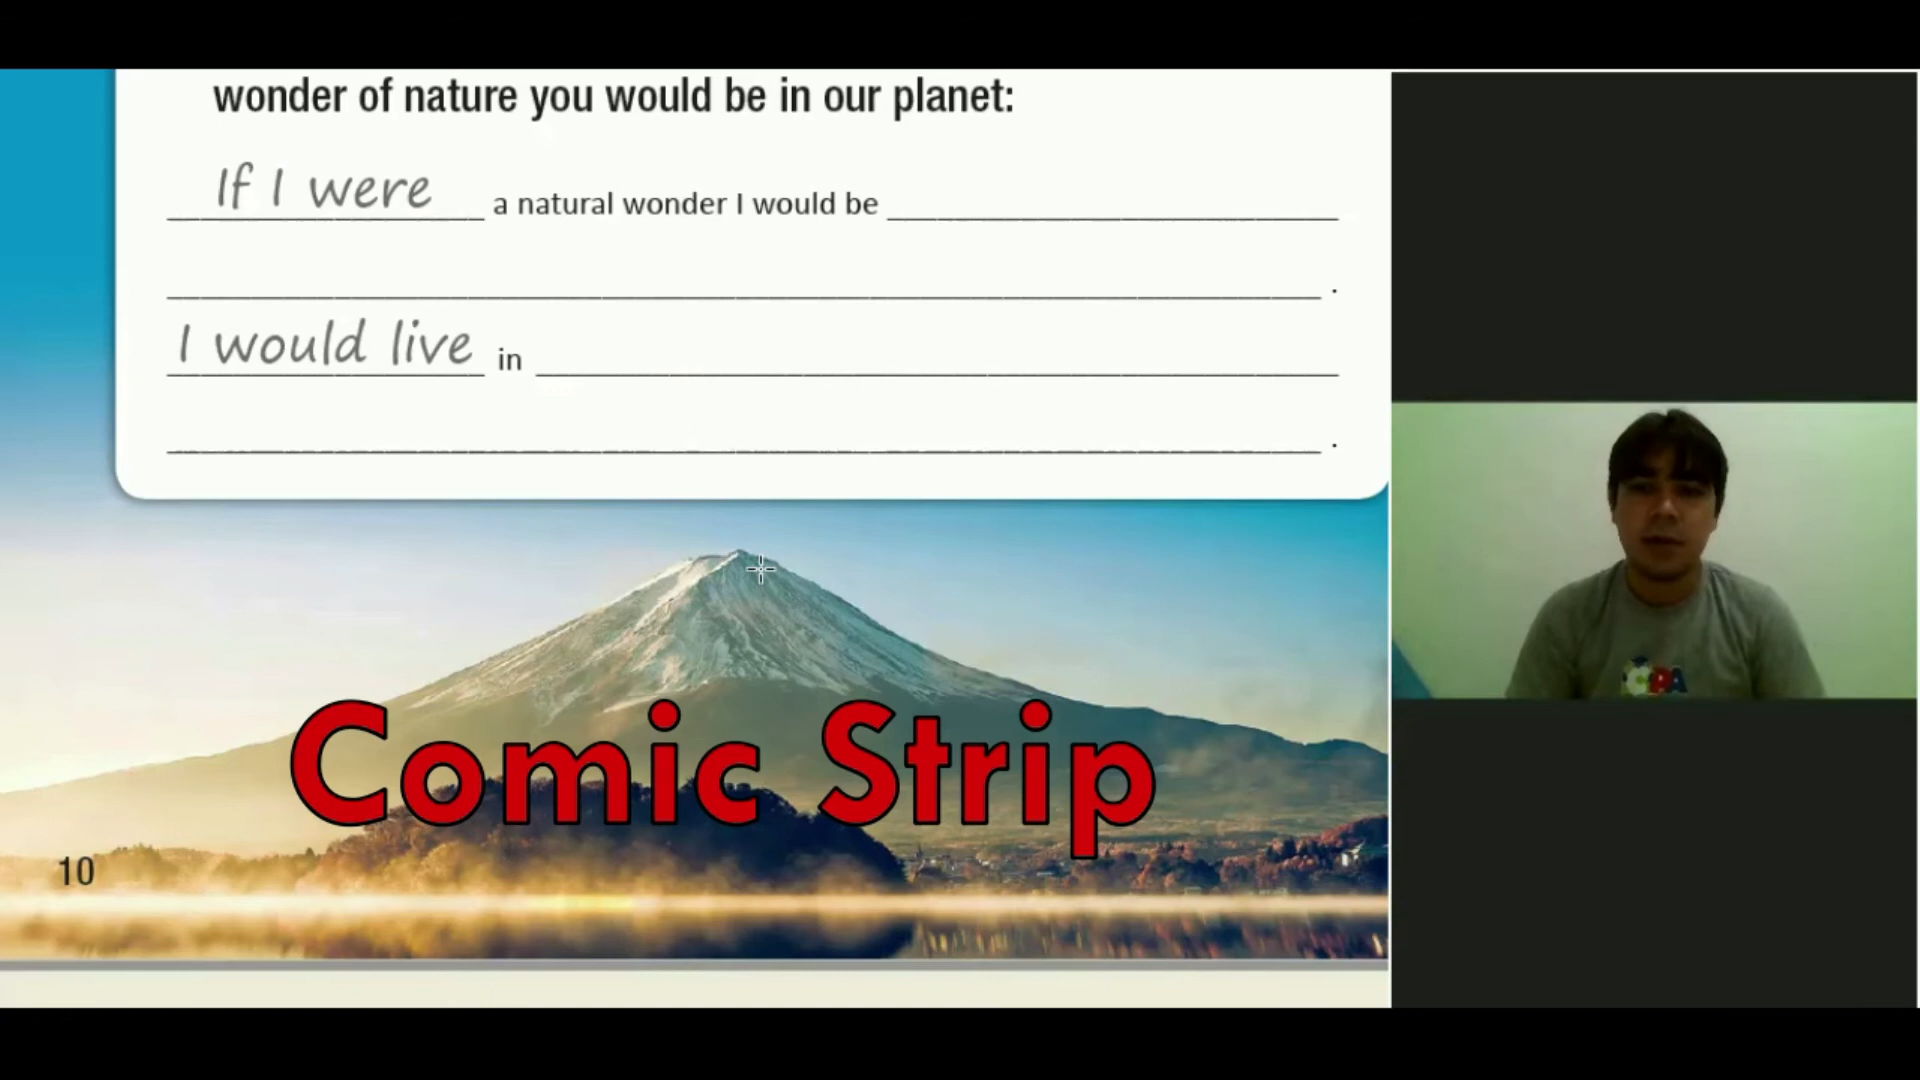 wonder of nature you would be in our planet:
If I were a natural wonder I would be
.
I would live in
.
Comic Strip
10